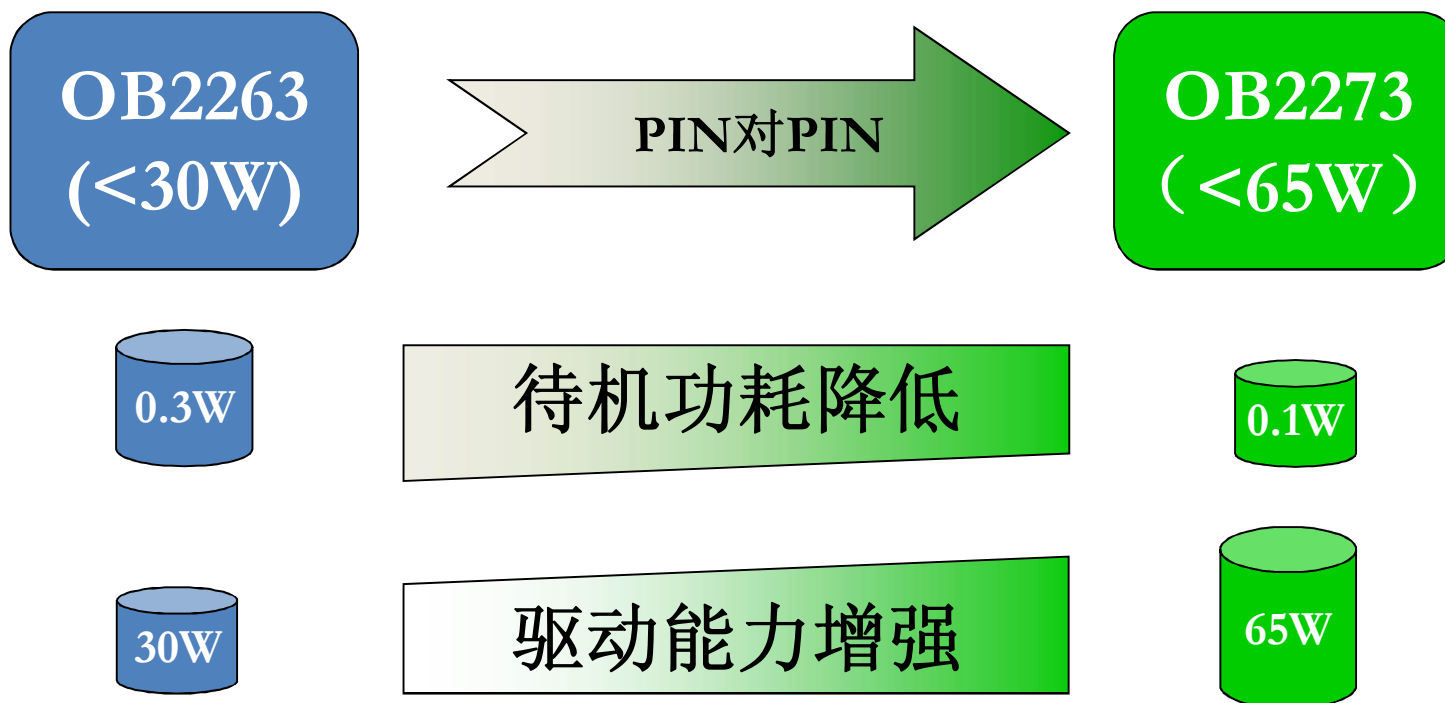 OB2263
(<30W)
PIN对PIN
OB2273
（<65W）
0.3W
待机功耗降低
0.1W
30W
驱动能力增强
65W